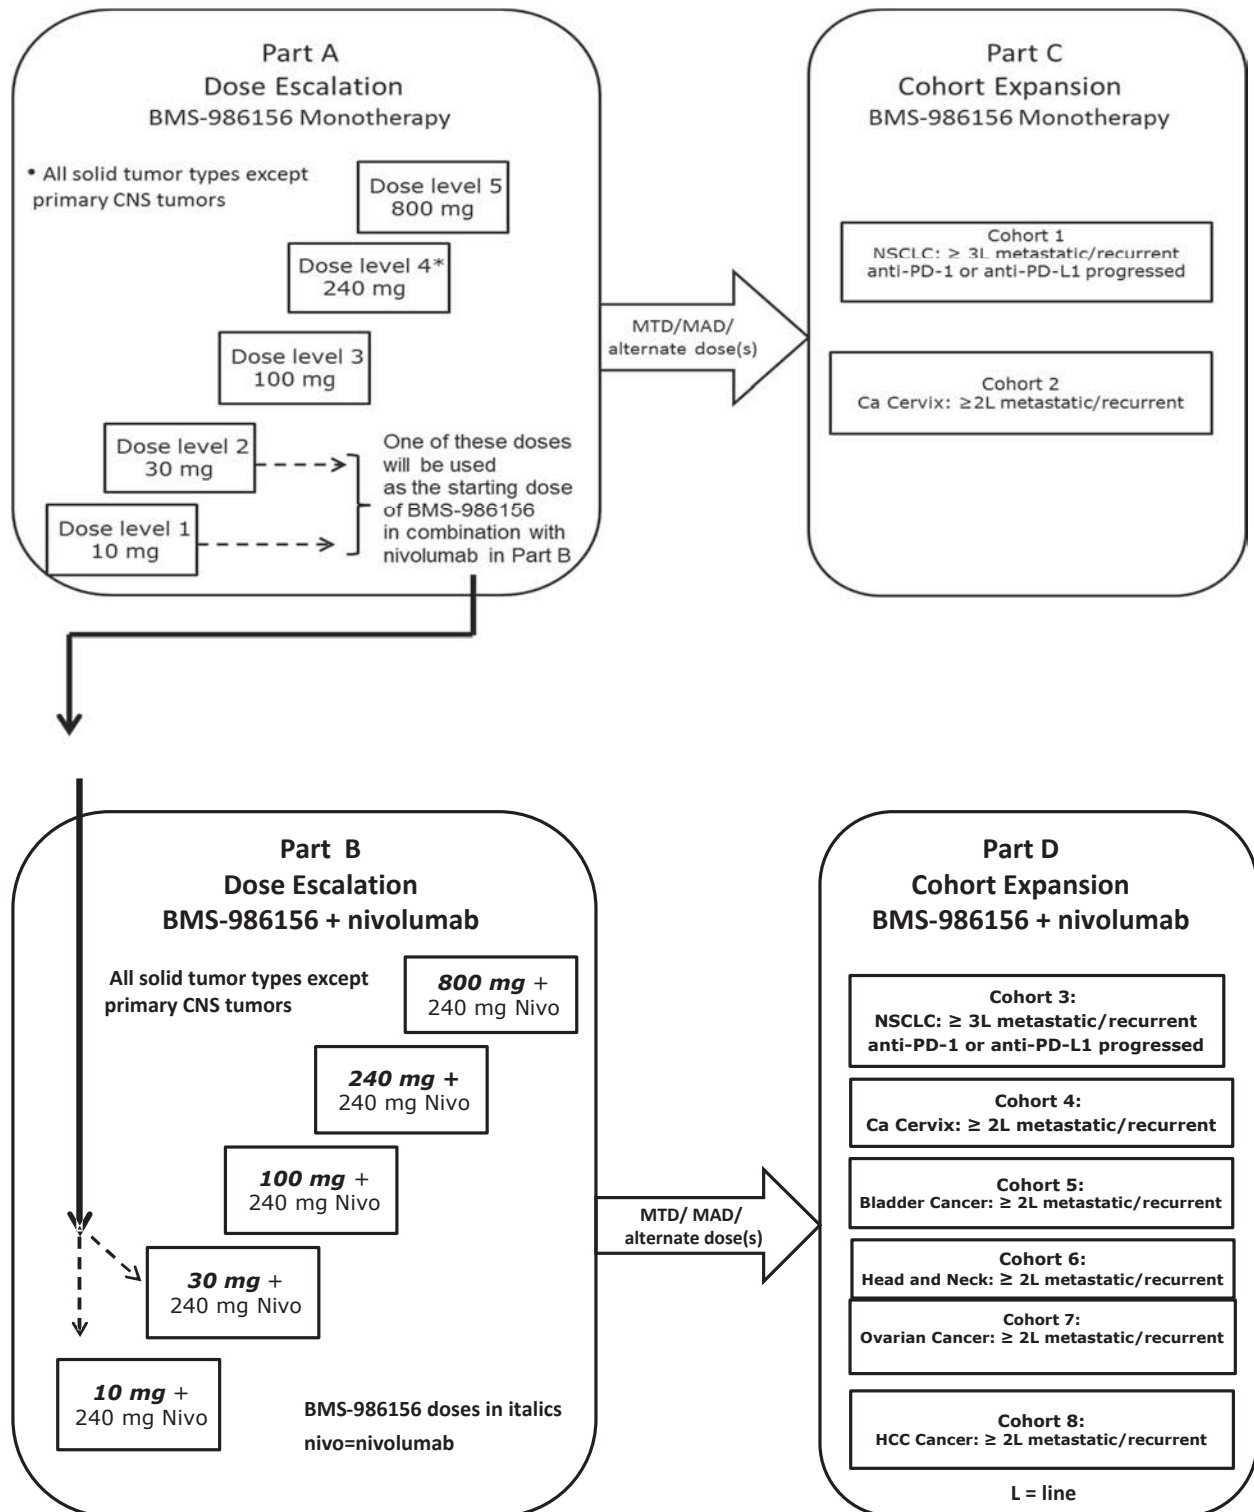 Part A
Dose Escalation
BMS-986156 Monotherapy
• All solid tumor types except
primary CNS tumors
Dose level 5
800 mg
Dose level 4*
240 mg
Dose level 3
100 mg
Dose level 2
30 mg
Dose level 1
10 mg
One of these doses
will be used
as the starting dose
of BMS-986156
in combination with
nivolumab in Part B
MTD/MAD/
alternate dose(s)
Part C
Cohort Expansion
BMS-986156 Monotherapy
Cohort 1
NSCLC: ≥ 3L metastatic/recurrent
anti-PD-1 or anti-PD-L1 progressed
Cohort 2
Ca Cervix: ≥2L metastatic/recurrent
Part B
Dose Escalation
BMS-986156 + nivolumab
All solid tumor types except
primary CNS tumors
800 mg +
240 mg Nivo
240 mg +
240 mg Nivo
100 mg +
240 mg Nivo
30 mg +
240 mg Nivo
10 mg +
240 mg Nivo
BMS-986156 doses in italics
nivo=nivolumab
MTD/ MAD/
alternate dose(s)
Part D
Cohort Expansion
BMS-986156 + nivolumab
Cohort 3:
NSCLC: ≥ 3L metastatic/recurrent
anti-PD-1 or anti-PD-L1 progressed
Cohort 4:
Ca Cervix: ≥ 2L metastatic/recurrent
Cohort 5:
Bladder Cancer: ≥ 2L metastatic/recurrent
Cohort 6:
Head and Neck: ≥ 2L metastatic/recurrent
Cohort 7:
Ovarian Cancer: ≥ 2L metastatic/recurrent
Cohort 8:
HCC Cancer: ≥ 2L metastatic/recurrent
L = line